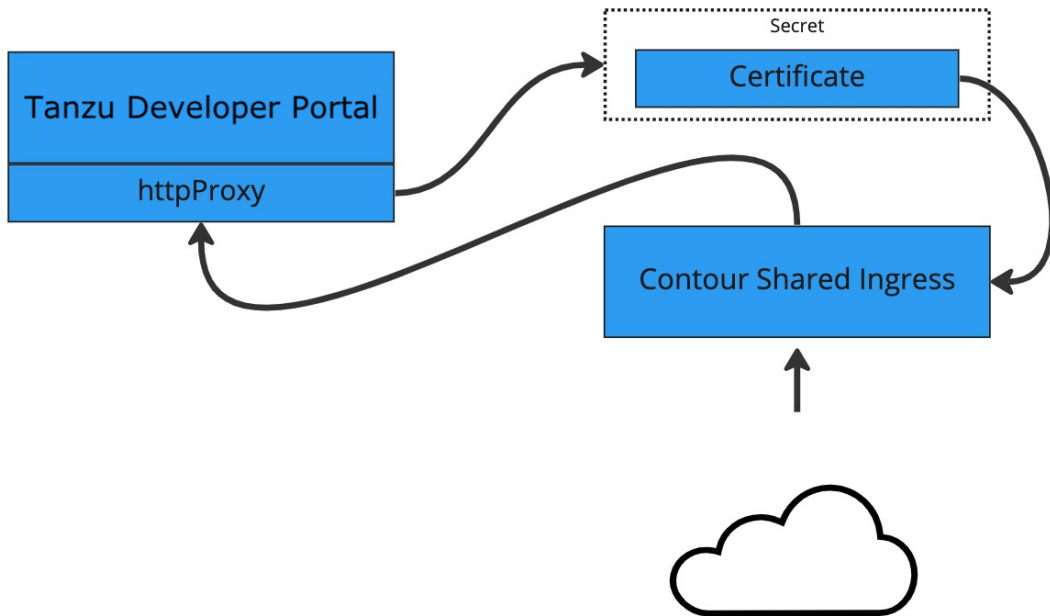 Secret
Certificate
Tanzu Developer Portal
httpProxy
Contour Shared Ingress